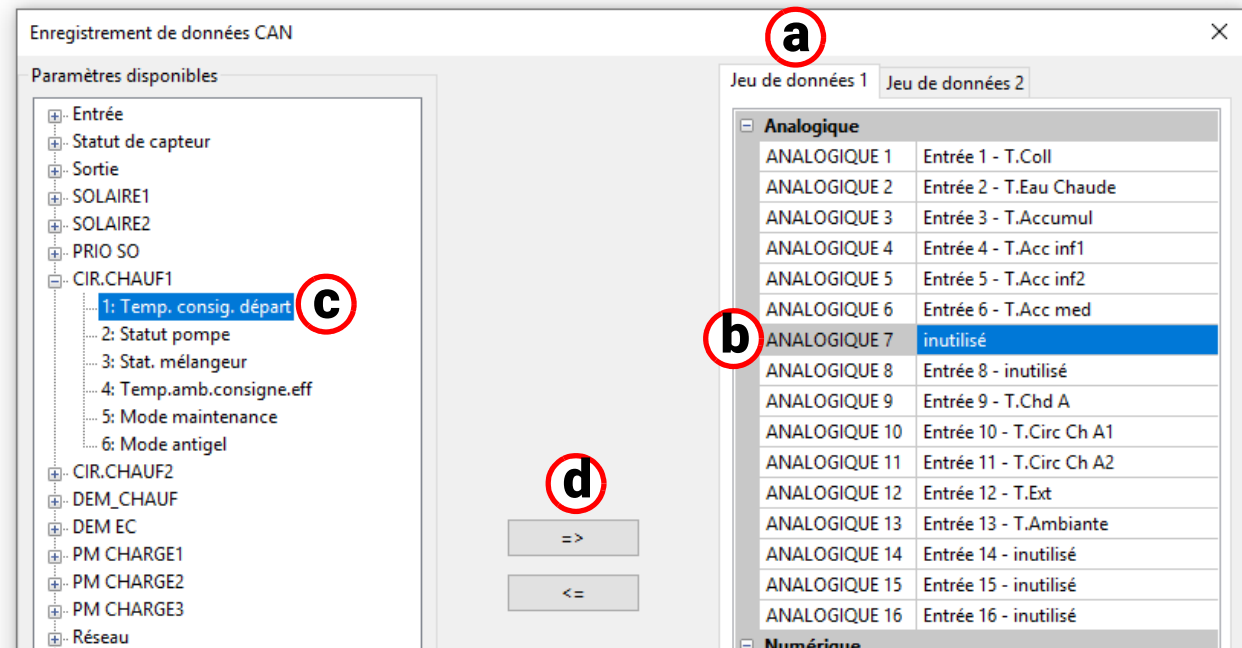 Enregistrement de données CAN
a
Paramètres disponibles
Entrée
Statut de capteur
Sortie
SOLAIRE1
SOLAIRE2
PRIO SO
CIR.CHAUF1
1: Temp. consig. départ
c
2: Statut pompe
3: Stat. mélangeur
4: Temp.amb.consigne.eff
5: Mode maintenance
6: Mode antigel
CIR.CHAUF2
DEM_CHAUF
DEM EC
PM CHARGE1
PM CHARGE2
PM CHARGE3
Réseau
d
=>
<=
Jeu de données 1 Jeu de données 2
Analogique
ANALOGIQUE 1 Entrée 1 - T.Coll
ANALOGIQUE 2 Entrée 2 - T.Eau Chaude
ANALOGIQUE 3 Entrée 3 - T.Accumul
ANALOGIQUE 4 Entrée 4 - T.Acc inf1
ANALOGIQUE 5 Entrée 5 - T.Acc inf2
ANALOGIQUE 6 Entrée 6 - T.Acc med
b ANALOGIQUE 7 inutilisé
ANALOGIQUE 8 Entrée 8 - inutilisé
ANALOGIQUE 9 Entrée 9 - T.Chd A
ANALOGIQUE 10 Entrée 10 - T.Circ Ch A1
ANALOGIQUE 11 Entrée 11 - T.Circ Ch A2
ANALOGIQUE 12 Entrée 12 - T.Ext
ANALOGIQUE 13 Entrée 13 - T.Ambiante
ANALOGIQUE 14 Entrée 14 - inutilisé
ANALOGIQUE 15 Entrée 15 - inutilisé
ANALOGIQUE 16 Entrée 16 - inutilisé
Numérique